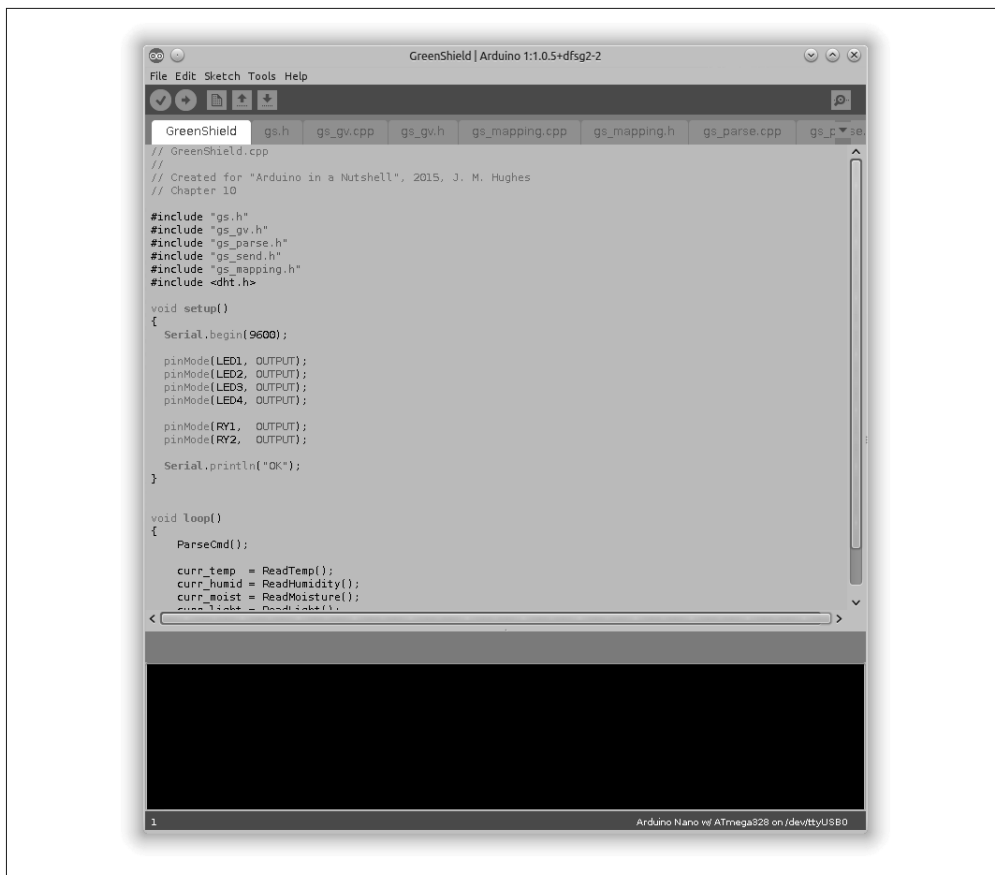 GreenShield | Arduino 1:1.0.5+dfsg2-2
File Edit Sketch Tools Help
GreenShield gs.h gs_gv.cpp gs_gv.h gs_mapping.cpp gs_mapping.h gs_parse.cpp
// GreenShield.cpp
//
// Created for "Arduino in a Nutshell", 2015, J. M. Hughes
// Chapter 10
#include "gs.h"
#include "gs_gv.h"
#include "gs_parse.h"
#include "gs_send.h"
#include "gs_mapping.h"
#include <dht.h>
void setup()
{
Serial.begin(9600);
pinMode(LED1, OUTPUT);
pinMode(LED2, OUTPUT);
pinMode(LED3, OUTPUT);
pinMode(LED4, OUTPUT);
pinMode(RY1, OUTPUT);
pinMode(RY2, OUTPUT);
Serial.println("OK");
}
void loop()
{
ParseCmd();
curr_temp = ReadTemp();
curr_humid = ReadHumidity();
curr_moist = ReadMoisture();
curr_light = ReadLight();
1
Arduino Nano w/ ATmega328 on /dev/ttyUSB0